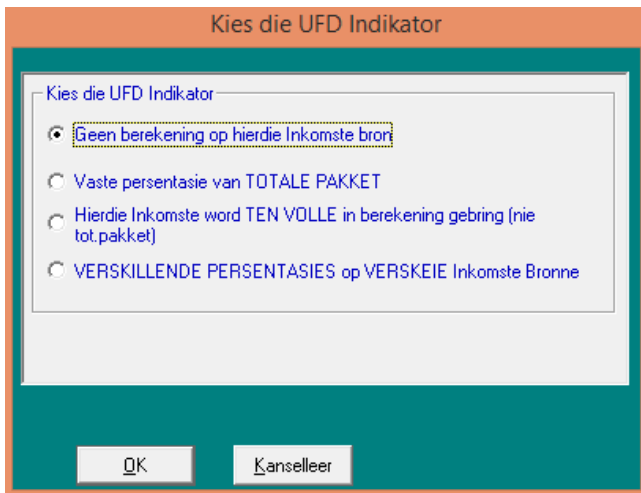 Kies die UFD Indikator
Kies die UFD Indikator
Geen berekening op hierdie Inkomste bron
Vaste persentasie van TOTALE PAKKET
Hierdie Inkomste word TEN VOLLE in berekening gebring (nie
tot.pakket)
VERSKILLENDE PERSENTASIES op VERSKEIE Inkomste Bronne
OK
Kanselleer